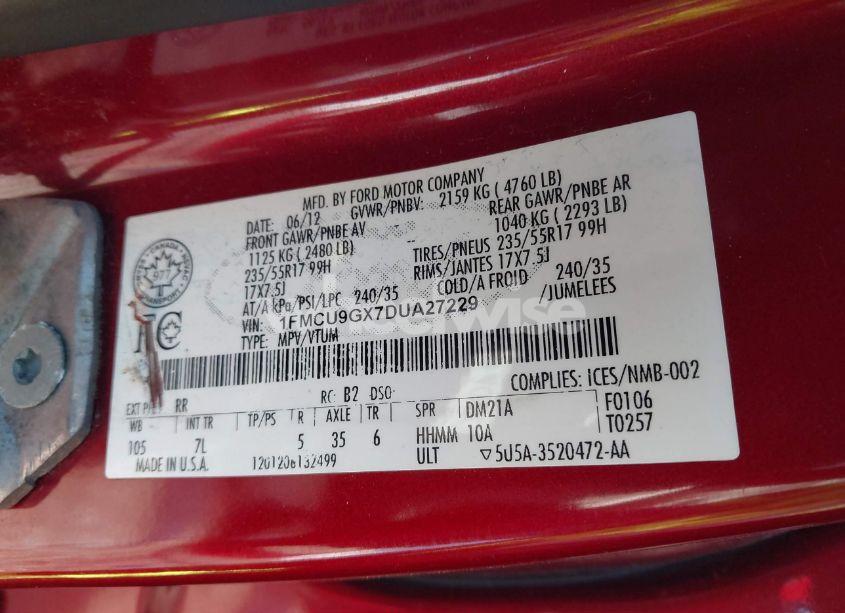 MFD. BY FORD MOTOR COMPANY
DATE: 06/12 GVWR/PNBV: 2159 KG ( 4760 LB)
FRONT GAWR/PNBE AV -- REAR GAWR/PNBE AR
1125 KG ( 2480 LB) 1040 KG ( 2293 LB)
235/55R17 99H TIRES/PNEUS 235/55R17 99H
17X7.5J RIMS/JANTES 17X7.5J
AT/A kPa/PSI/LPC 240/35 COLD/A FROID 240/35
VIN: 1FMCU9GX7DUA27229 /JUMELEES
TYPE: MPV/VTUM
CANADA
977
TRANSPORT
COMPLIES: ICES/NMB-002
EXT RR RC: B2 DSO:
WB INT TR TP/PS R AXLE TR SPR DM21A F0106
105 7L 5 35 6 HHMM 10A T0257
MADE IN U.S.A. 1201206132499 ULT ▽5U5A-3520472-AA